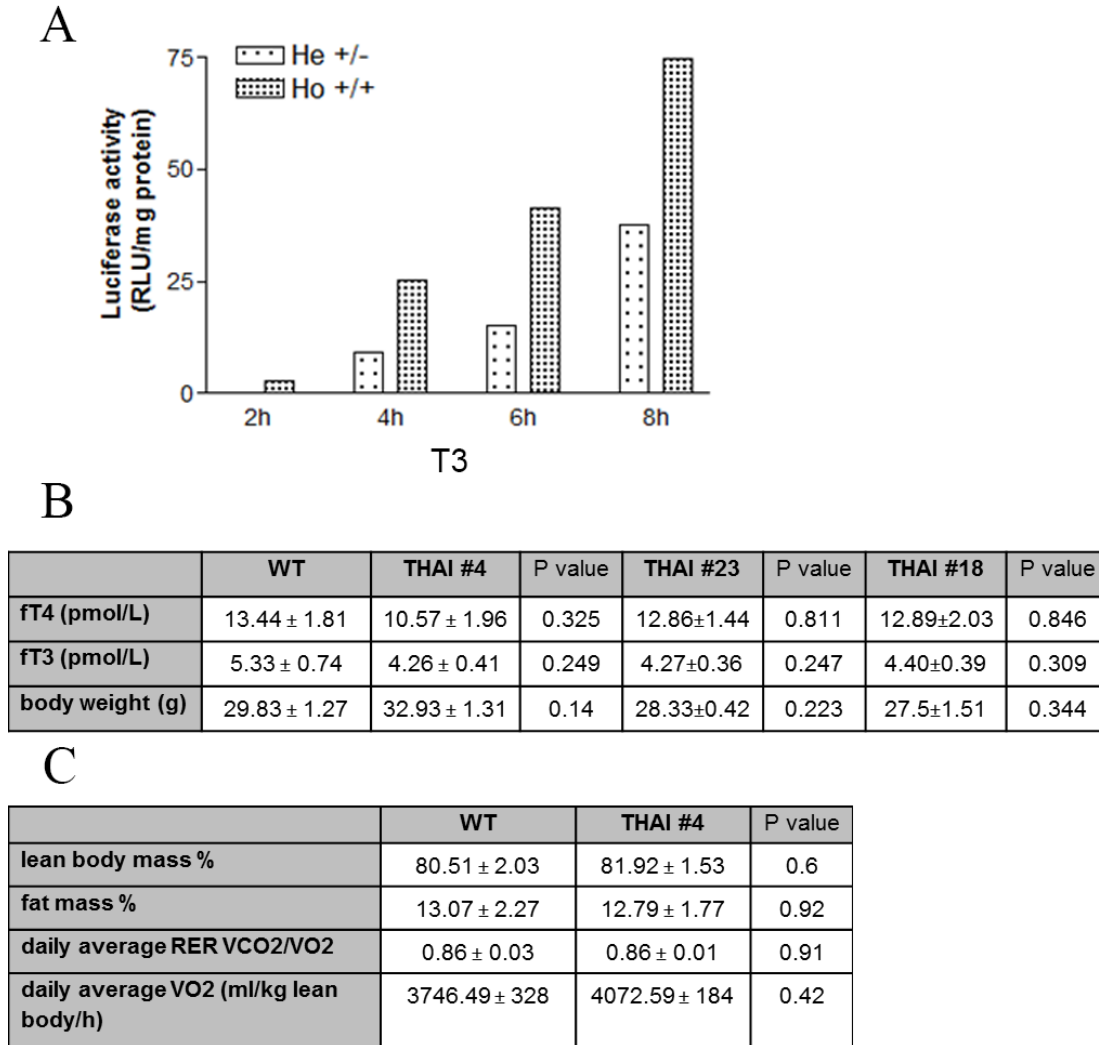 A
75
50
25
0
Luciferase activity
(RLU/mg protein)
He +/-
Ho +/+
2h 4h 6h 8h
T3
B
WT THAI #4 P value THAI #23 P value THAI #18 P value
fT4 (pmol/L) 13.44 ± 1.81 10.57 ± 1.96 0.325 12.86±1.44 0.811 12.89±2.03 0.846
fT3 (pmol/L) 5.33 ± 0.74 4.26 ± 0.41 0.249 4.27±0.36 0.247 4.40±0.39 0.309
body weight (g) 29.83 ± 1.27 32.93 ± 1.31 0.14 28.33±0.42 0.223 27.5±1.51 0.344
C
WT THAI #4 P value
lean body mass % 80.51 ± 2.03 81.92 ± 1.53 0.6
fat mass % 13.07 ± 2.27 12.79 ± 1.77 0.92
daily average RER VCO2/VO2 0.86 ± 0.03 0.86 ± 0.01 0.91
daily average VO2 (ml/kg lean 3746.49 ± 328 4072.59 ± 184 0.42
body/h)